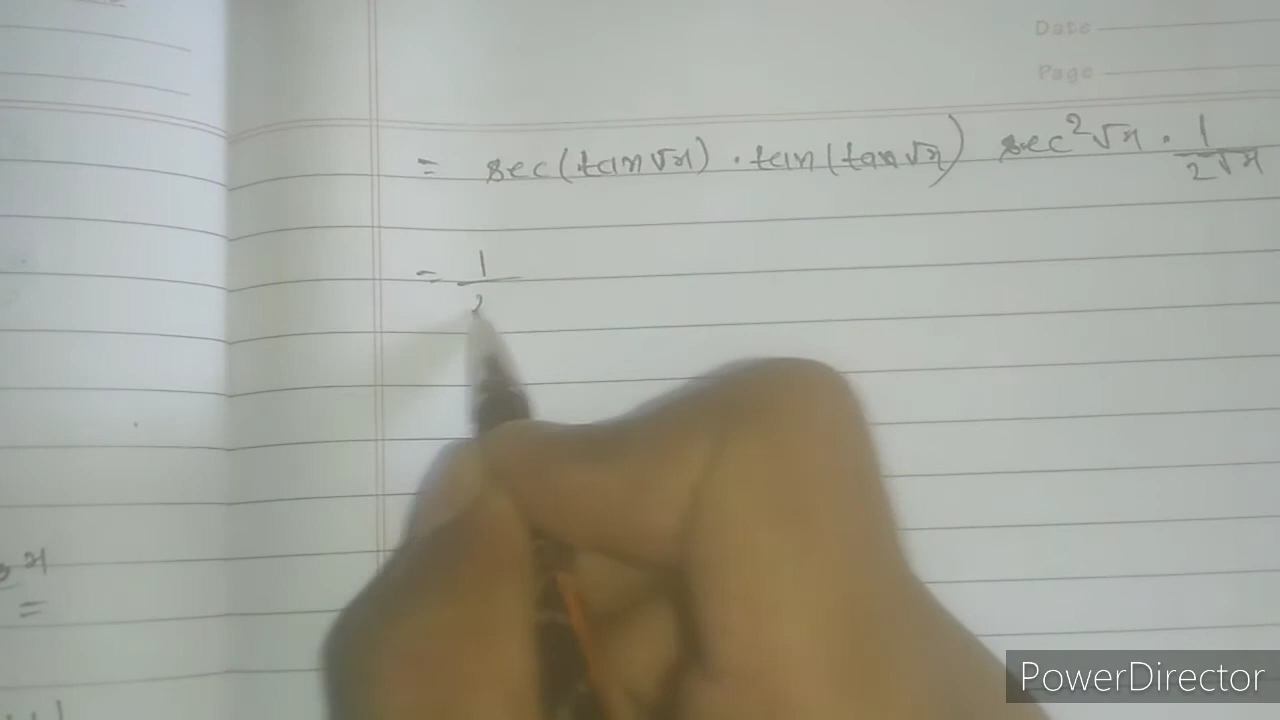 Date
Page
= sec(tan√x) . tan(tan√x) sec²√x . 1/2√x
= 1/2
x
=
PowerDirector